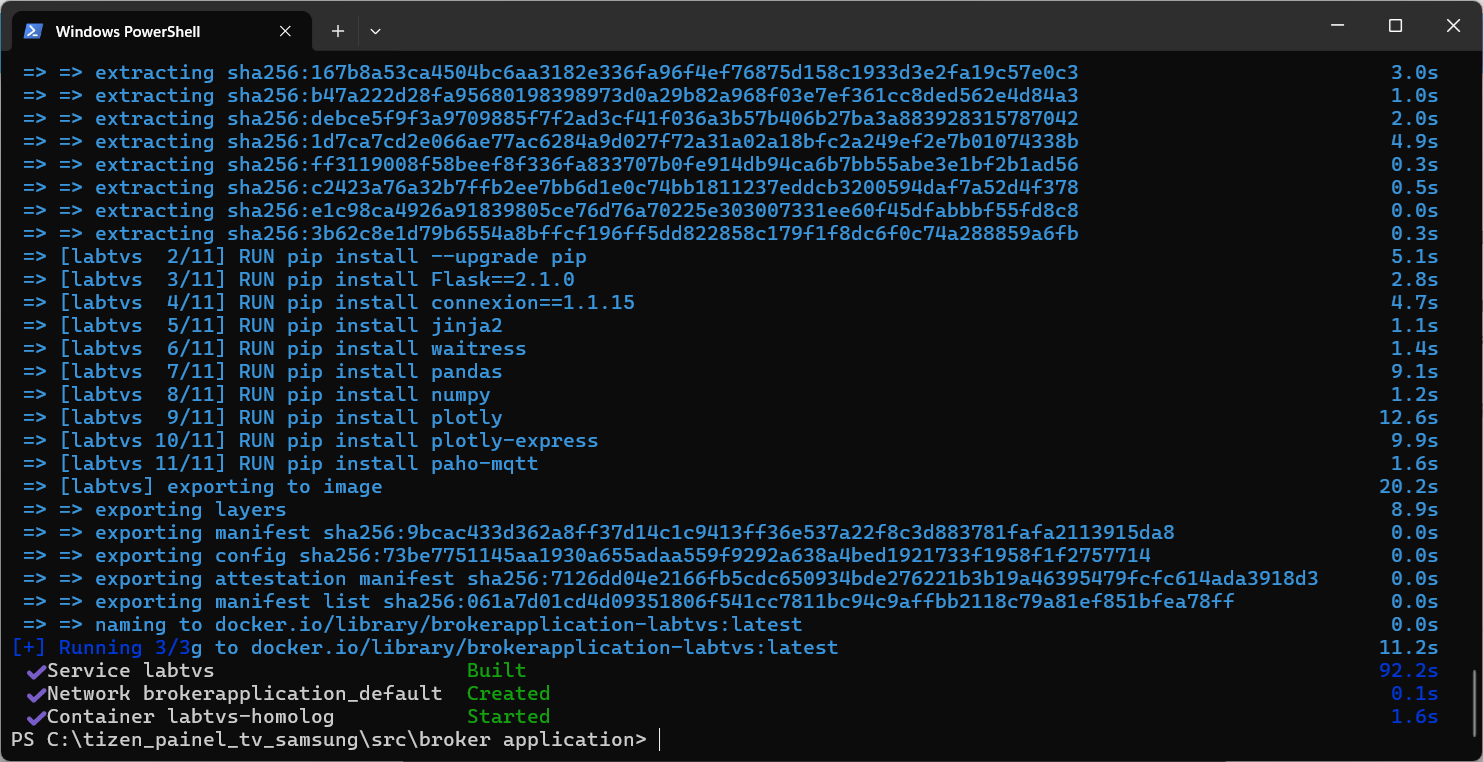 Windows PowerShell
=> => extracting sha256:167b8a53ca4504bc6aa3182e336fa96f4ef76875d158c1933d3e2fa19c57e0c3 3.0s
=> => extracting sha256:b47a222d28fa95680198398973d0a29b82a968f03e7ef361cc8ded562e4d84a3 1.0s
=> => extracting sha256:debce5f9f3a9709885f7f2ad3cf41f036a3b57b406b27ba3a883928315787042 2.0s
=> => extracting sha256:1d7ca7cd2e066ae77ac6284a9d027f72a31a02a18bfc2a249ef2e7b01074338b 4.9s
=> => extracting sha256:ff3119008f58beef8f336fa833707b0fe914db94ca6b7bb55abe3e1bf2b1ad56 0.3s
=> => extracting sha256:c2423a76a32b7ffb2ee7bb6d1e0c74bb1811237eddcb3200594daf7a52d4f378 0.5s
=> => extracting sha256:e1c98ca4926a91839805ce76d76a70225e303007331ee60f45dfabbbf55fd8c8 0.0s
=> => extracting sha256:3b62c8e1d79b6554a8bffcf196ff5dd822858c179f1f8dc6f0c74a288859a6fb 0.3s
=> [labtvs  2/11] RUN pip install --upgrade pip 5.1s
=> [labtvs  3/11] RUN pip install Flask==2.1.0 2.8s
=> [labtvs  4/11] RUN pip install connexion==1.1.15 4.7s
=> [labtvs  5/11] RUN pip install jinja2 1.1s
=> [labtvs  6/11] RUN pip install waitress 1.4s
=> [labtvs  7/11] RUN pip install pandas 9.1s
=> [labtvs  8/11] RUN pip install numpy 1.2s
=> [labtvs  9/11] RUN pip install plotly 12.6s
=> [labtvs 10/11] RUN pip install plotly-express 9.9s
=> [labtvs 11/11] RUN pip install paho-mqtt 1.6s
=> [labtvs] exporting to image 20.2s
=> => exporting layers 8.9s
=> => exporting manifest sha256:9bcac433d362a8ff37d14c1c9413ff36e537a22f8c3d883781fafa2113915da8 0.0s
=> => exporting config sha256:73be7751145aa1930a655adaa559f9292a638a4bed1921733f1958f1f2757714 0.0s
=> => exporting attestation manifest sha256:7126dd04e2166fb5cdc650934bde276221b3b19a46395479fcfc614ada3918d3 0.0s
=> => exporting manifest list sha256:061a7d01cd4d09351806f541cc7811bc94c9affbb2118c79a81ef851bfea78ff 0.0s
=> => naming to docker.io/library/brokerapplication-labtvs:latest 0.0s
[+] Running 3/3g to docker.io/library/brokerapplication-labtvs:latest 11.2s
✔Service labtvs Built 92.2s
✔Network brokerapplication_default Created 0.1s
✔Container labtvs-homolog Started 1.6s
PS C:\tizen_painel_tv_samsung\src\broker application>